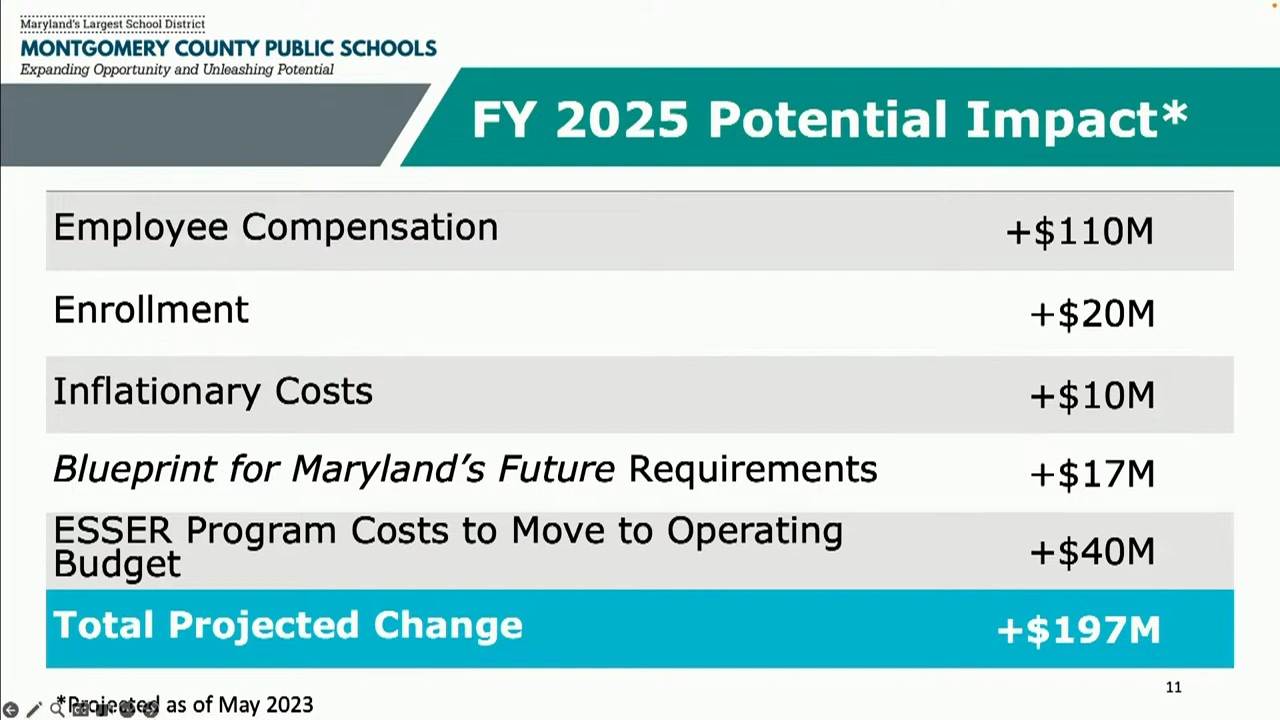 Maryland's Largest School District
MONTGOMERY COUNTY PUBLIC SCHOOLS
Expanding Opportunity and Unleashing Potential
FY 2025 Potential Impact*
Employee Compensation +$110M
Enrollment +$20M
Inflationary Costs +$10M
Blueprint for Maryland’s Future Requirements +$17M
ESSER Program Costs to Move to Operating
Budget +$40M
Total Projected Change +$197M
11
*Projected as of May 2023